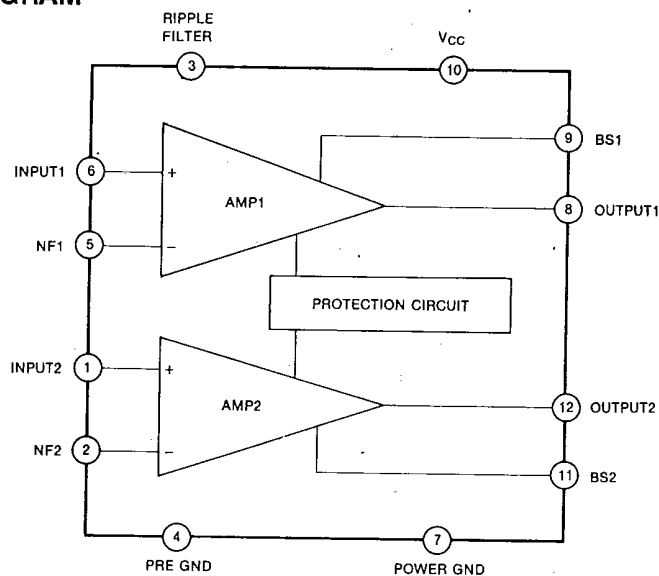 RIPPLE
FILTER
VCC
3
10
9 BS1
INPUT1 6 +
AMP1
8 OUTPUT1
NF1 5 −
PROTECTION CIRCUIT
INPUT2 1 +
AMP2
12 OUTPUT2
NF2 2 −
11 BS2
4
7
PRE GND
POWER GND